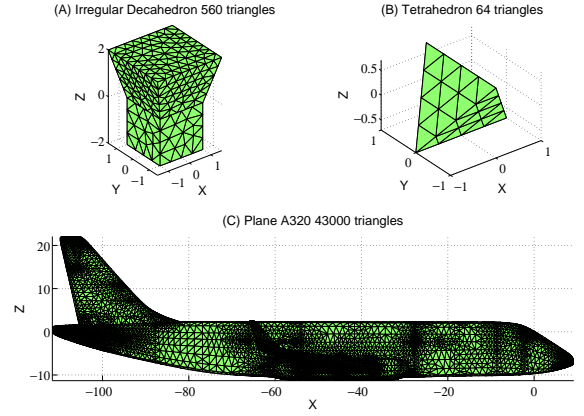 (A) Irregular Decahedron 560 triangles
2
0
−2
Z
1
0
−1
Y
−1
0
1
X
(B) Tetrahedron 64 triangles
0.5
0
−0.5
Z
1
0
−1
Y
−1
0
1
X
(C) Plane A320 43000 triangles
20
10
0
−10
Z
−100
−80
−60
−40
−20
0
X